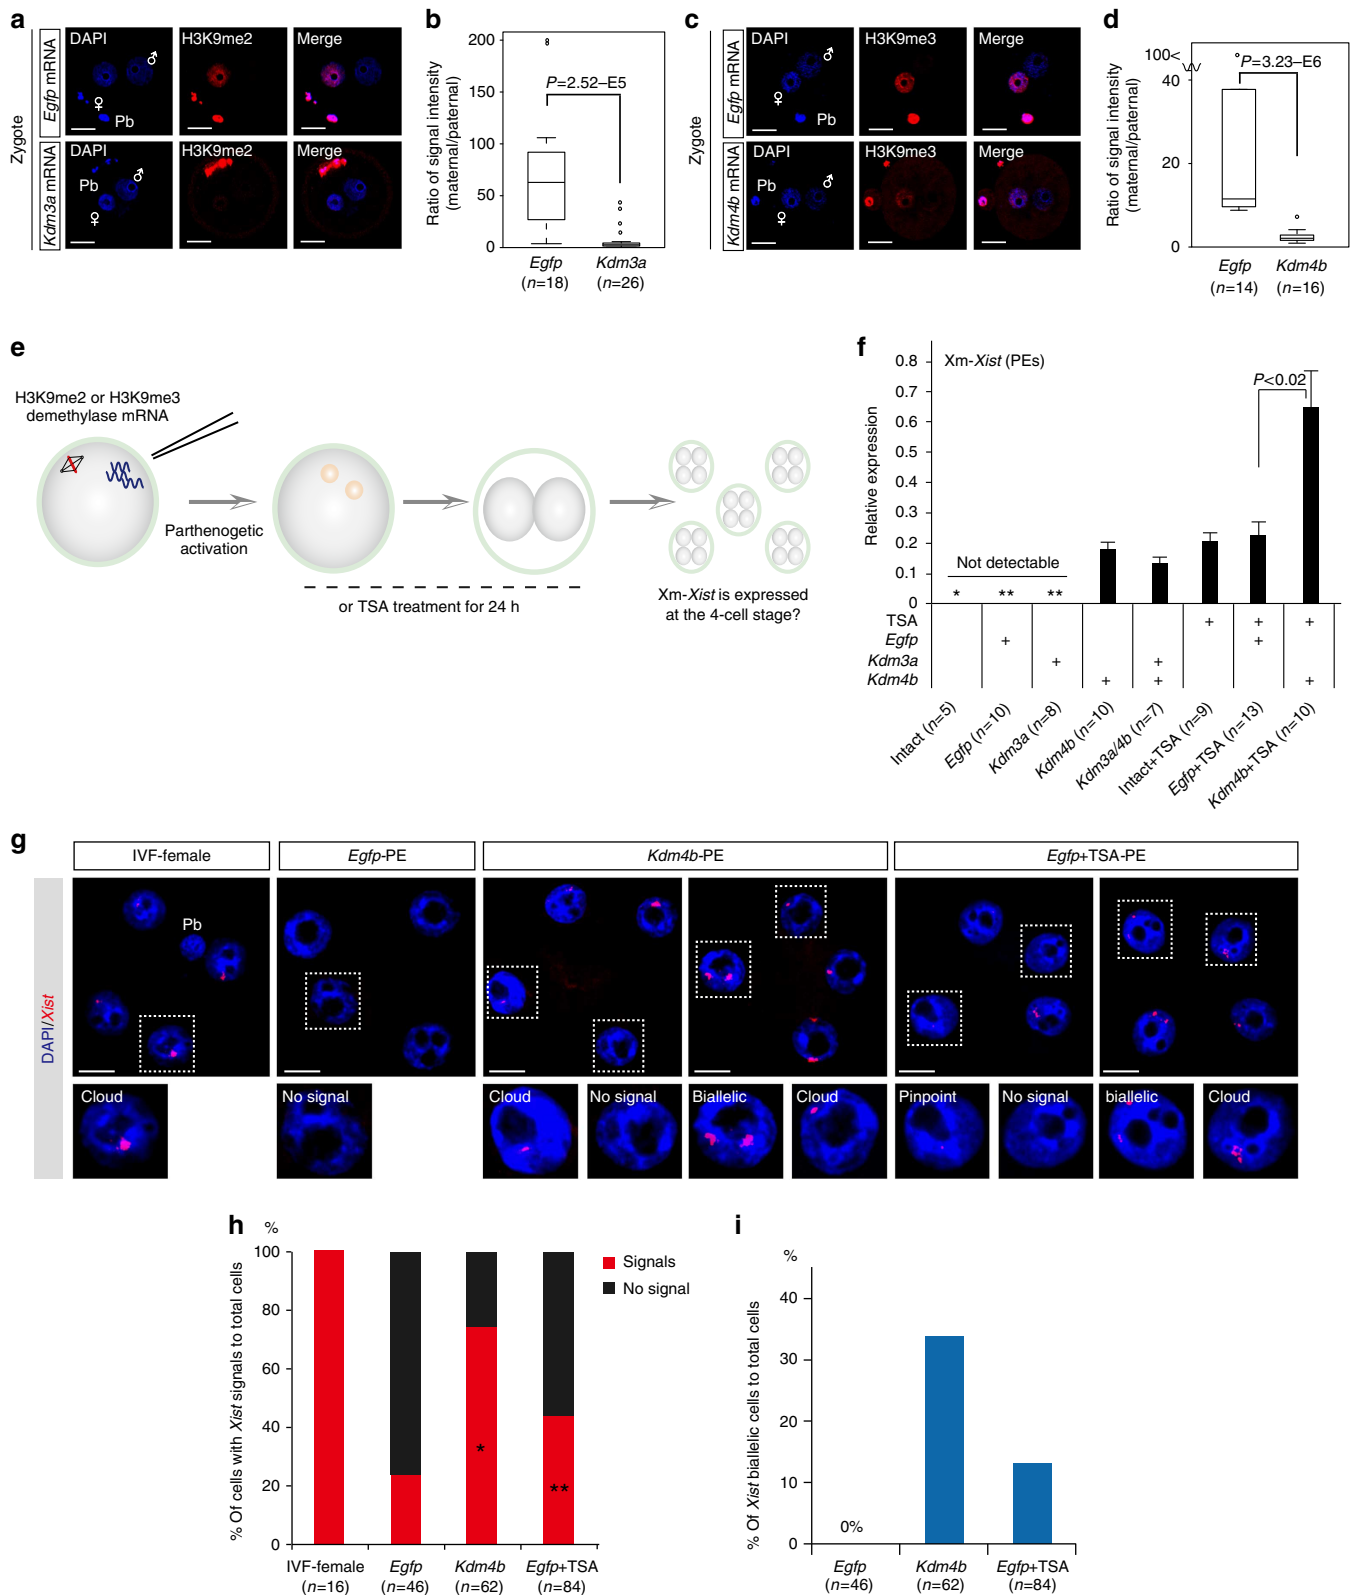 a
Zygote
Egfp mRNA
DAPI
♂
♀
Pb
H3K9me2
Merge
Kdm3a mRNA
DAPI
Pb
♂
♀
H3K9me2
Merge
b
Ratio of signal intensity
(maternal/paternal)
200
150
100
50
0
P=2.52–E5
Egfp
(n=18)
Kdm3a
(n=26)
c
Zygote
Egfp mRNA
DAPI
♂
♀
Pb
H3K9me3
Merge
Kdm4b mRNA
DAPI
Pb
♂
♀
H3K9me3
Merge
d
Ratio of signal intensity
(maternal/paternal)
100<
40
20
0
P=3.23–E6
Egfp
(n=14)
Kdm4b
(n=16)
e
H3K9me2 or H3K9me3
demethylase mRNA
Parthenogetic
activation
or TSA treatment for 24 h
Xm-Xist is expressed
at the 4-cell stage?
f
Xm-Xist (PEs)
Relative expression
0.8
0.7
0.6
0.5
0.4
0.3
0.2
0.1
0
P<0.02
Not detectable
* ** **
TSA + + +
Egfp + +
Kdm3a + +
Kdm4b + + +
Intact (n=5)
Egfp (n=10)
Kdm3a (n=8)
Kdm4b (n=10)
Kdm3a/4b (n=7)
Intact+TSA (n=9)
Egfp+TSA (n=13)
Kdm4b+TSA (n=10)
g
DAPI/Xist
IVF-female
Egfp-PE
Kdm4b-PE
Egfp+TSA-PE
Pb
Cloud
No signal
Cloud
No signal
Biallelic
Cloud
Pinpoint
No signal
biallelic
Cloud
h
%
% Of cells with Xist signals to total cells
100
80
60
40
20
0
*
**
Signals
No signal
IVF-female
(n=16)
Egfp
(n=46)
Kdm4b
(n=62)
Egfp+TSA
(n=84)
i
%
% Of Xist biallelic cells to total cells
40
30
20
10
0
0%
Egfp
(n=46)
Kdm4b
(n=62)
Egfp+TSA
(n=84)